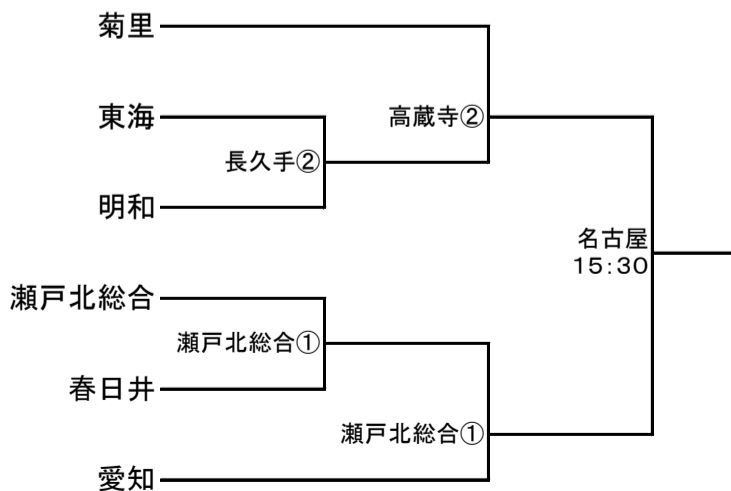 菊里
東海
高蔵寺②
長久手②
明和
名古屋
15:30
瀬戸北総合
瀬戸北総合①
春日井
瀬戸北総合①
愛知